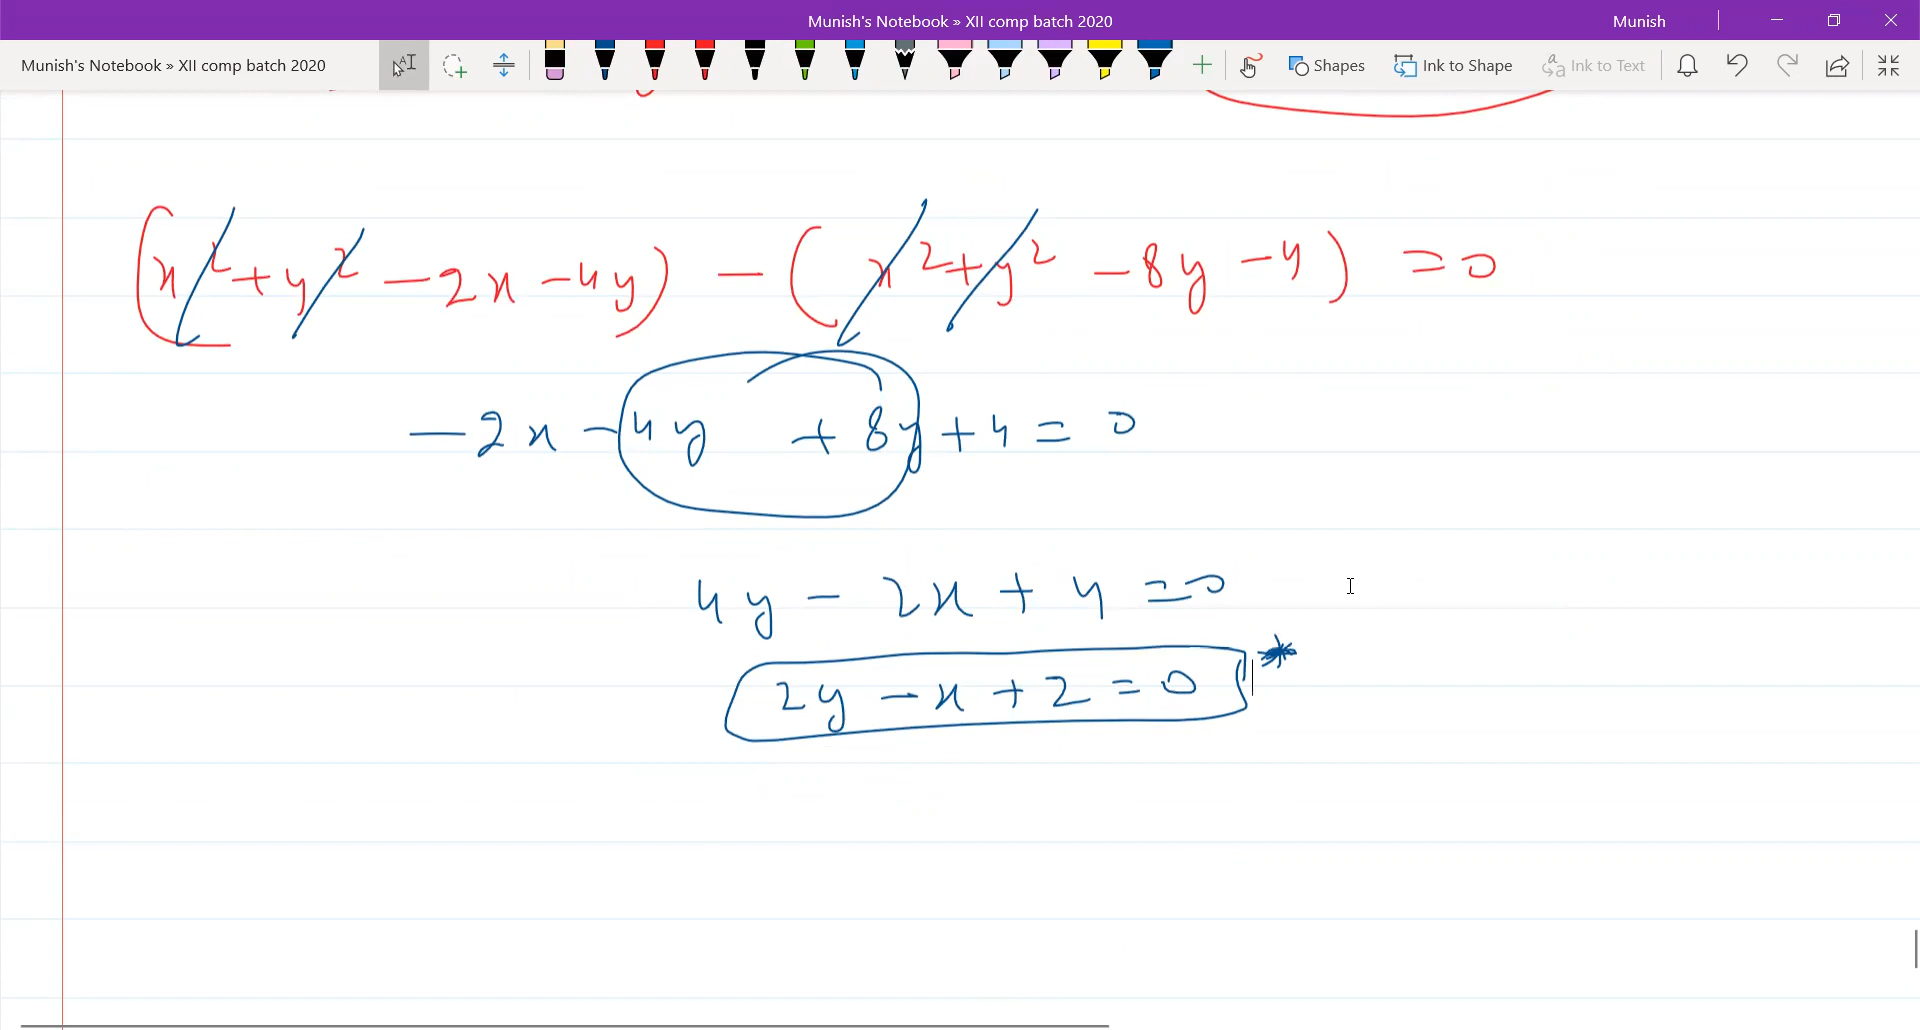 Munish's Notebook » XII comp batch 2020
Munish
Munish's Notebook » XII comp batch 2020
Shapes
Ink to Shape
Ink to Text
(x² + y² - 2x - 4y) - (x² + y² - 8y - 4) = 0
-2x - 4y + 8y + 4 = 0
4y - 2x + 4 = 0
2y - x + 2 = 0 *